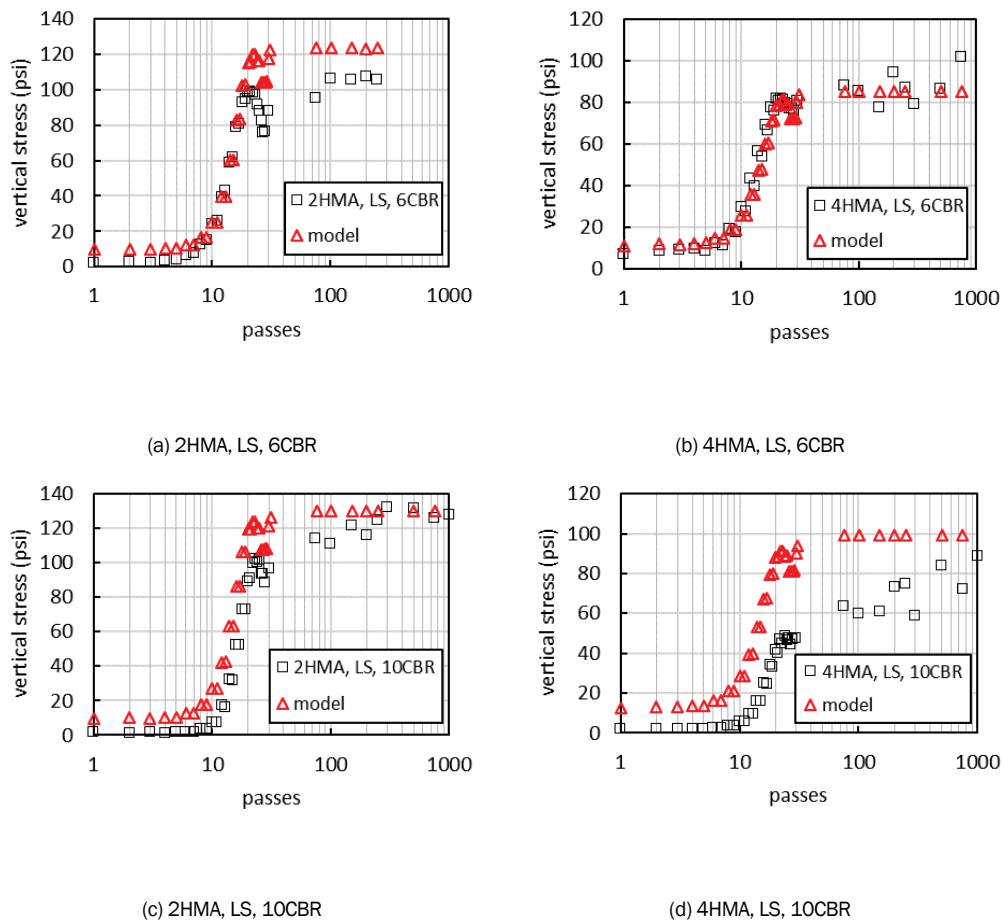 140
120
100
80
60
40
20
0
vertical stress (psi)
2HMA, LS, 6CBR
model
1 10 100 1000
passes
(a) 2HMA, LS, 6CBR
120
100
80
60
40
20
0
vertical stress (psi)
4HMA, LS, 6CBR
model
1 10 100 1000
passes
(b) 4HMA, LS, 6CBR
140
120
100
80
60
40
20
0
vertical stress (psi)
2HMA, LS, 10CBR
model
1 10 100 1000
passes
(c) 2HMA, LS, 10CBR
120
100
80
60
40
20
0
vertical stress (psi)
4HMA, LS, 10CBR
model
1 10 100 1000
passes
(d) 4HMA, LS, 10CBR